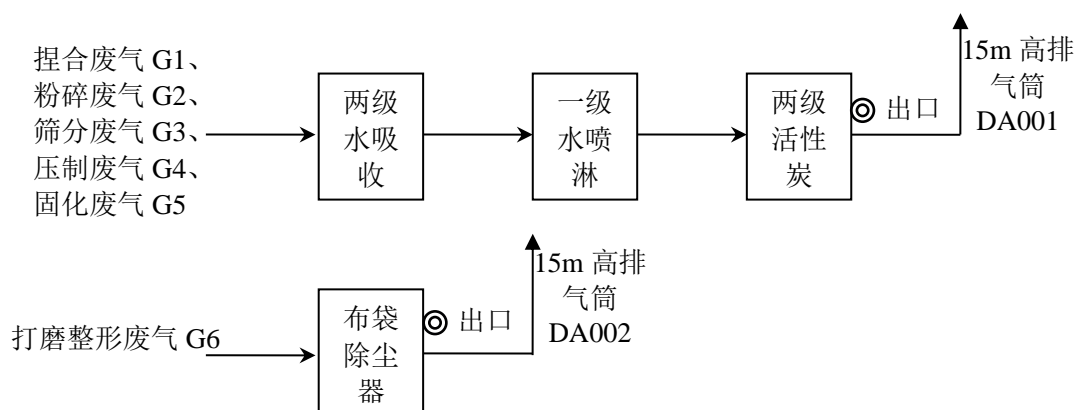 捏合废气 G1、
粉碎废气 G2、
筛分废气 G3、
压制废气 G4、
固化废气 G5
两级
水吸
收
一级
水喷
淋
两级
活性
炭
出口
15m 高排
气筒
DA001
打磨整形废气 G6
布袋
除尘
器
出口
15m 高排
气筒
DA002